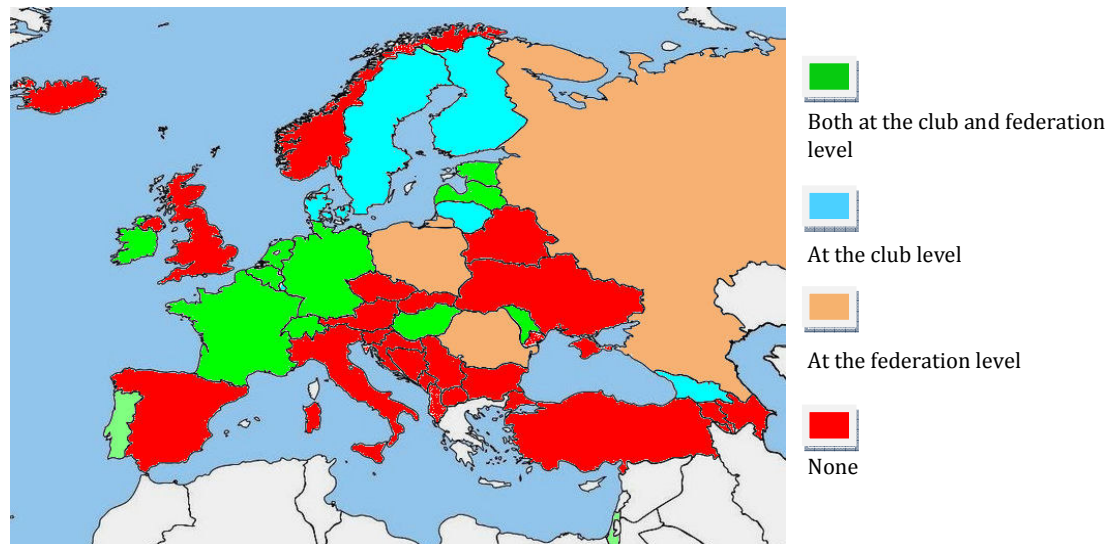 Both at the club and federation
level
At the club level
At the federation level
None